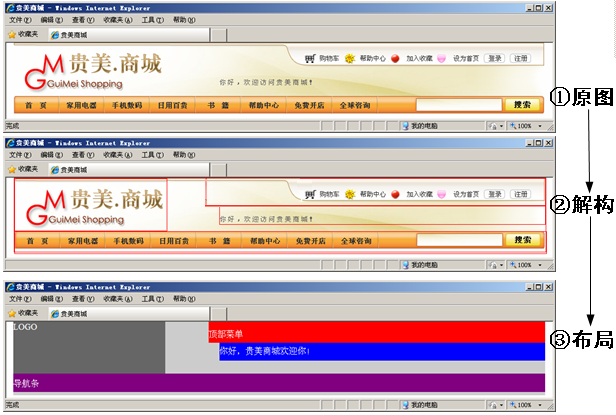 贵美商城 - Windows Internet Explorer
文件(F) 编辑(E) 查看(V) 收藏夹(A) 工具(T) 帮助(H)
收藏夹 贵美商城
贵美.商城
GuiMei Shopping
购物车 帮助中心 加入收藏 设为首页 登录 注册
你好，欢迎访问贵美商城！
首 页 家用电器 手机数码 日用百货 书 籍 帮助中心 免费开店 全球咨询 搜索
完成 我的电脑 100%
①原图
贵美商城 - Windows Internet Explorer
文件(F) 编辑(E) 查看(V) 收藏夹(A) 工具(T) 帮助(H)
收藏夹 贵美商城
贵美.商城
GuiMei Shopping
购物车 帮助中心 加入收藏 设为首页 登录 注册
你好，欢迎访问贵美商城！
首 页 家用电器 手机数码 日用百货 书 籍 帮助中心 免费开店 全球咨询 搜索
完成 我的电脑 100%
②解构
贵美商城 - Windows Internet Explorer
文件(F) 编辑(E) 查看(V) 收藏夹(A) 工具(T) 帮助(H)
收藏夹 贵美商城
LOGO
顶部菜单
你好，贵美商城欢迎你!
导航条
完成 我的电脑 100%
③布局